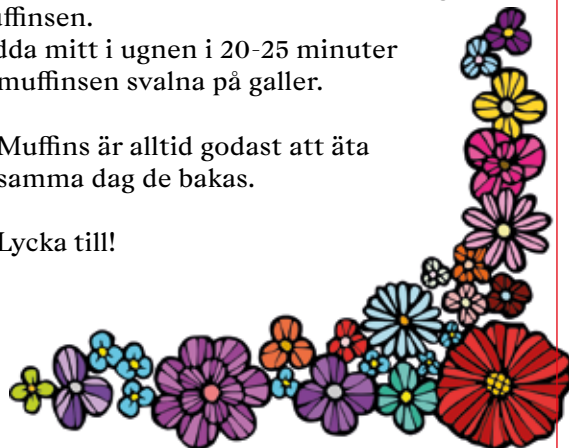 uffinsen.
dda mitt i ugnen i 20-25 minuter
muffinsen svalna på galler.
Muffins är alltid godast att äta
samma dag de bakas.
Lycka till!